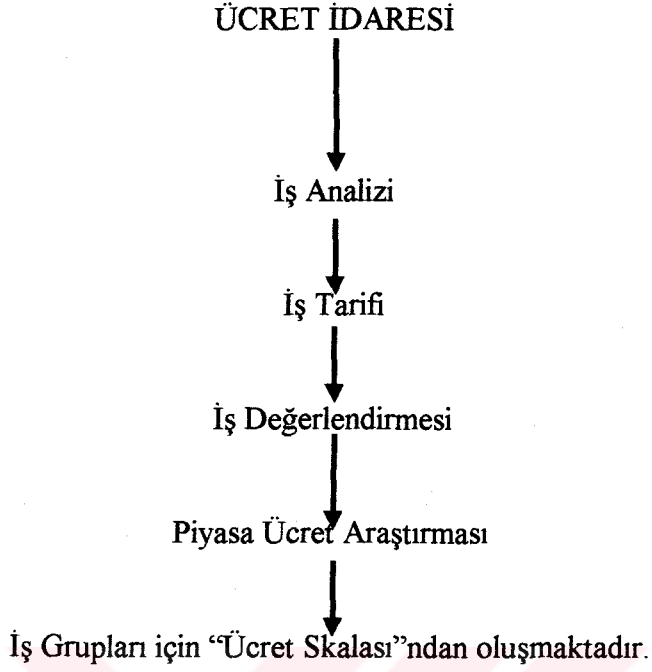 ÜCRET İDARESİ
İş Analizi
İş Tarifi
İş Değerlendirmesi
Piyasa Ücret Araştırması
İş Grupları için “Ücret Skalası”ndan oluşmaktadır.